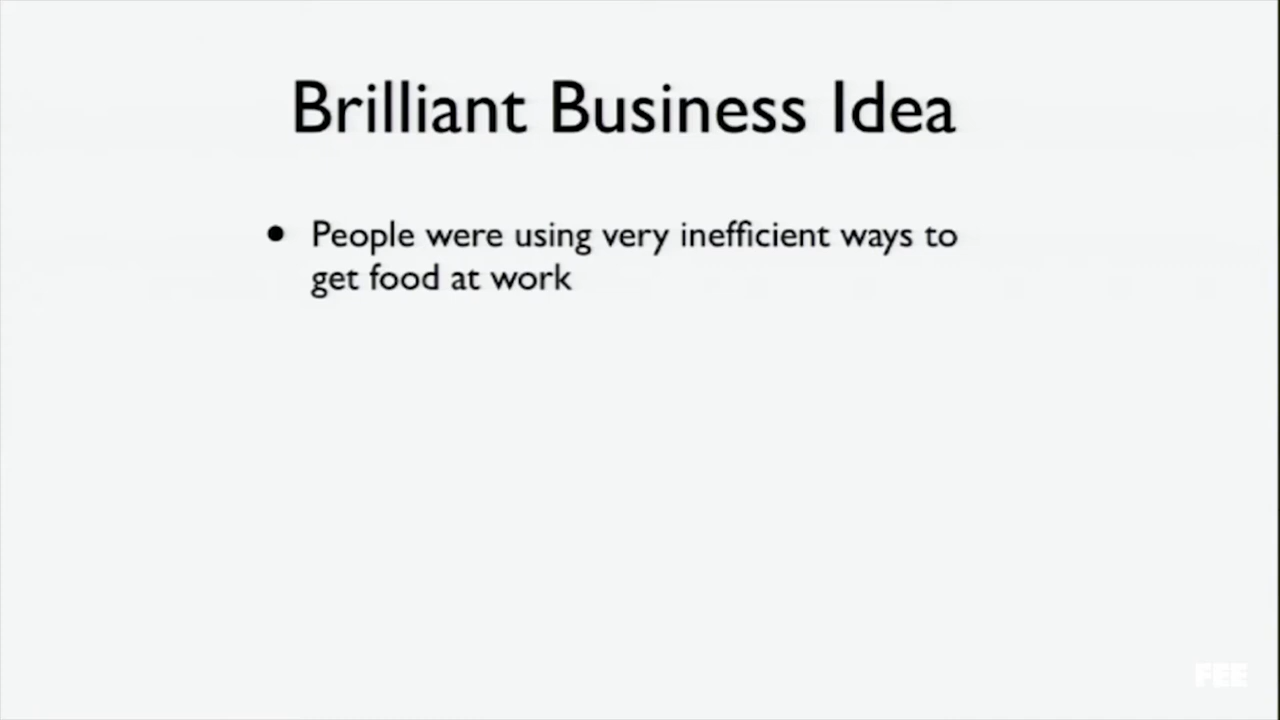 Brilliant Business Idea
• People were using very inefficient ways to
get food at work
FEE